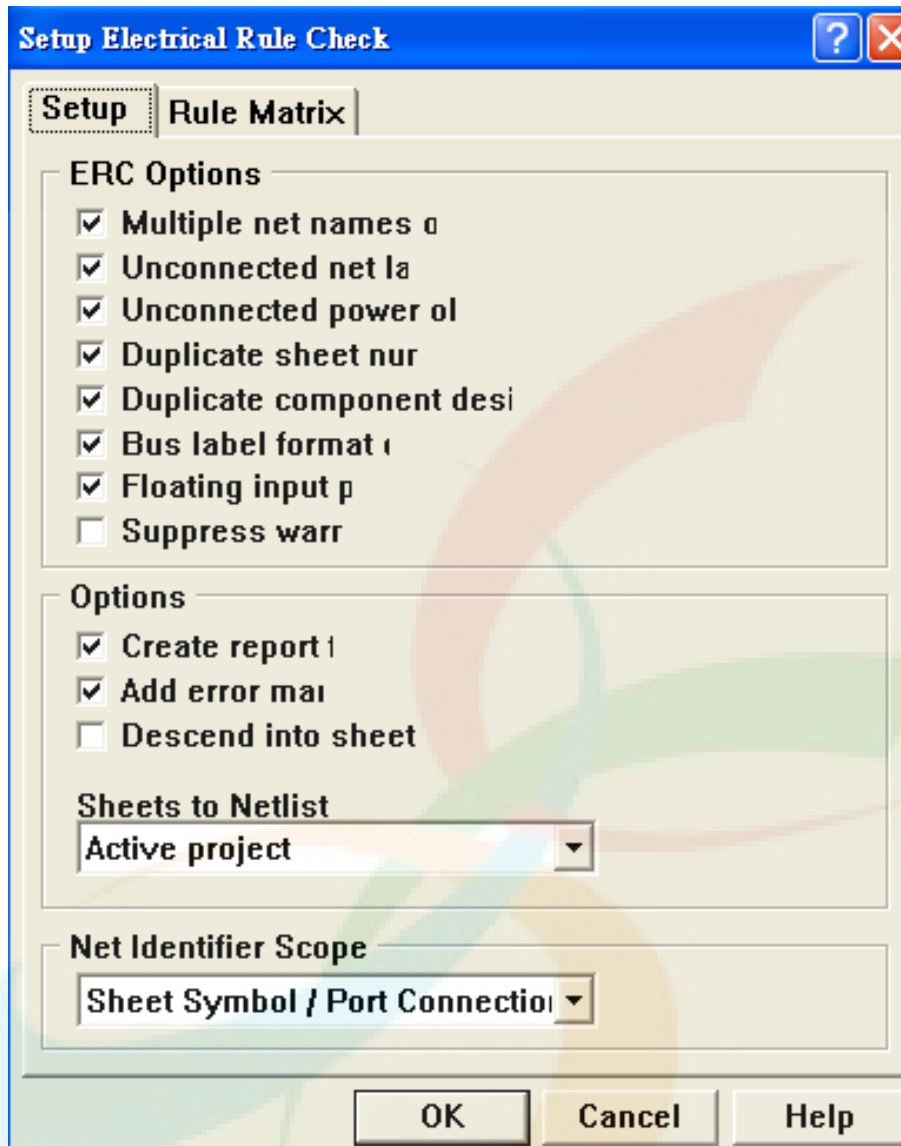 Setup Electrical Rule Check
Setup
Rule Matrix
ERC Options
Multiple net names
Unconnected net
Unconnected power
Duplicate sheet
Duplicate component
Bus label format
Floating input
Suppress
Options
Create report
Add error
Descend into sheet
Sheets to Netlist
Active project
Net Identifier Scope
Sheet Symbol / Port
OK Cancel Help